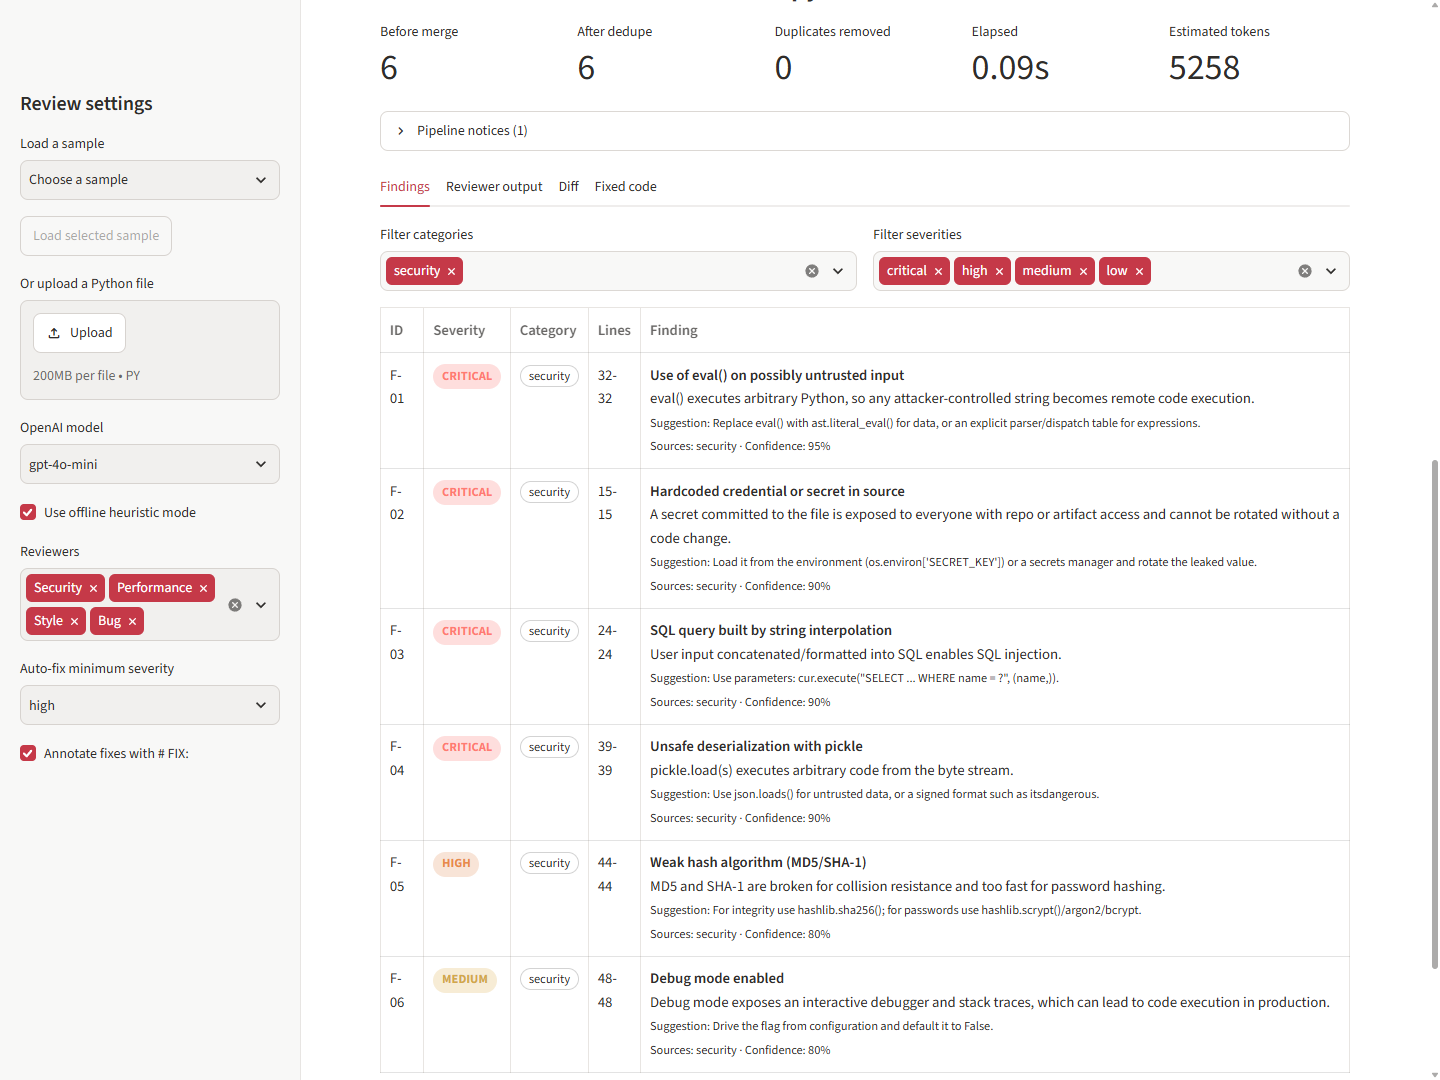 Review settings
Load a sample
Choose a sample
Load selected sample
Or upload a Python file
Upload
200MB per file • PY
OpenAI model
gpt-4o-mini
Use offline heuristic mode
Reviewers
Security × Performance ×
Style × Bug ×
Auto-fix minimum severity
high
Annotate fixes with # FIX:
Before merge After dedupe Duplicates removed Elapsed Estimated tokens
6 6 0 0.09s 5258
Pipeline notices (1)
Findings Reviewer output Diff Fixed code
Filter categories Filter severities
security × critical × high × medium × low ×
ID Severity Category Lines Finding
F-01 CRITICAL security 32-32 Use of eval() on possibly untrusted input
eval() executes arbitrary Python, so any attacker-controlled string becomes remote code execution.
Suggestion: Replace eval() with ast.literal_eval() for data, or an explicit parser/dispatch table for expressions.
Sources: security · Confidence: 95%
F-02 CRITICAL security 15-15 Hardcoded credential or secret in source
A secret committed to the file is exposed to everyone with repo or artifact access and cannot be rotated without a
code change.
Suggestion: Load it from the environment (os.environ['SECRET_KEY']) or a secrets manager and rotate the leaked value.
Sources: security · Confidence: 90%
F-03 CRITICAL security 24-24 SQL query built by string interpolation
User input concatenated/formatted into SQL enables SQL injection.
Suggestion: Use parameters: cur.execute("SELECT ... WHERE name = ?", (name,)).
Sources: security · Confidence: 90%
F-04 CRITICAL security 39-39 Unsafe deserialization with pickle
pickle.load(s) executes arbitrary code from the byte stream.
Suggestion: Use json.loads() for untrusted data, or a signed format such as itsdangerous.
Sources: security · Confidence: 90%
F-05 HIGH security 44-44 Weak hash algorithm (MD5/SHA-1)
MD5 and SHA-1 are broken for collision resistance and too fast for password hashing.
Suggestion: For integrity use hashlib.sha256(); for passwords use hashlib.scrypt()/argon2/bcrypt.
Sources: security · Confidence: 80%
F-06 MEDIUM security 48-48 Debug mode enabled
Debug mode exposes an interactive debugger and stack traces, which can lead to code execution in production.
Suggestion: Drive the flag from configuration and default it to False.
Sources: security · Confidence: 80%